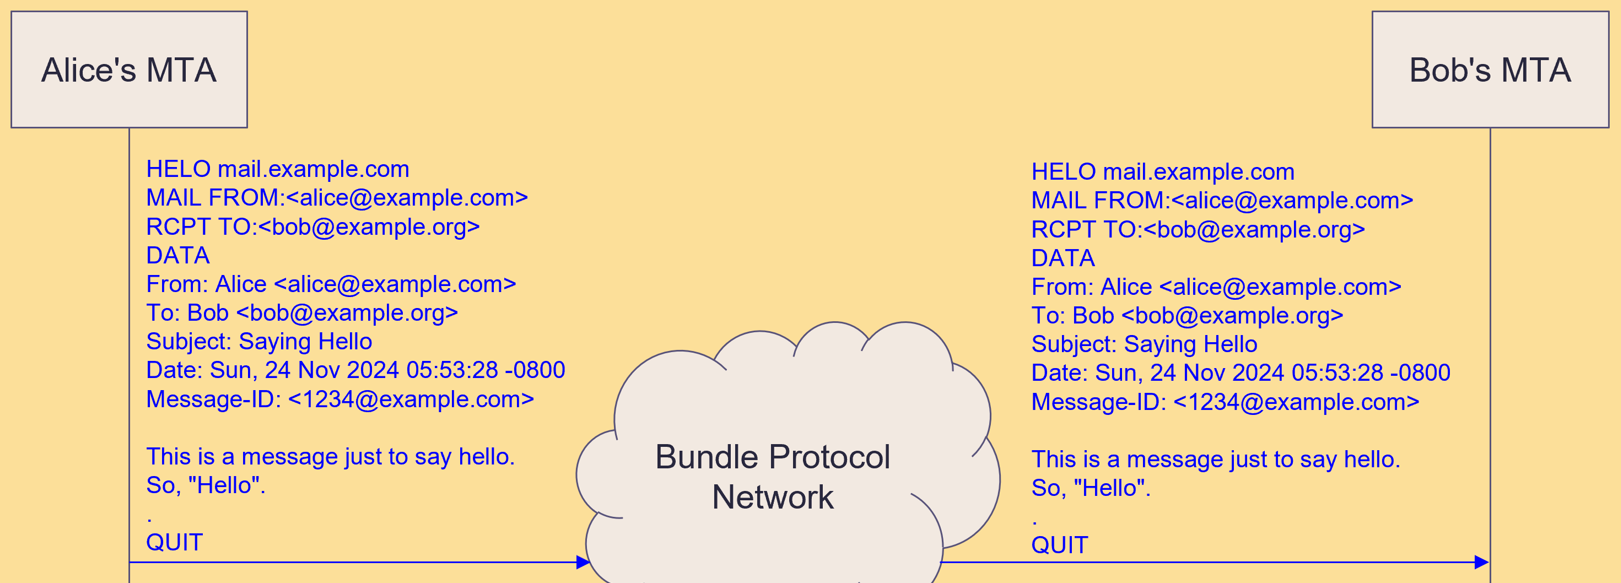 Alice's MTA
Bob's MTA
HELO mail.example.com
MAIL FROM:<alice@example.com>
RCPT TO:<bob@example.org>
DATA
From: Alice <alice@example.com>
To: Bob <bob@example.org>
Subject: Saying Hello
Date: Sun, 24 Nov 2024 05:53:28 -0800
Message-ID: <1234@example.com>

This is a message just to say hello.
So, "Hello".
.
QUIT
Bundle Protocol
Network
HELO mail.example.com
MAIL FROM:<alice@example.com>
RCPT TO:<bob@example.org>
DATA
From: Alice <alice@example.com>
To: Bob <bob@example.org>
Subject: Saying Hello
Date: Sun, 24 Nov 2024 05:53:28 -0800
Message-ID: <1234@example.com>

This is a message just to say hello.
So, "Hello".
.
QUIT